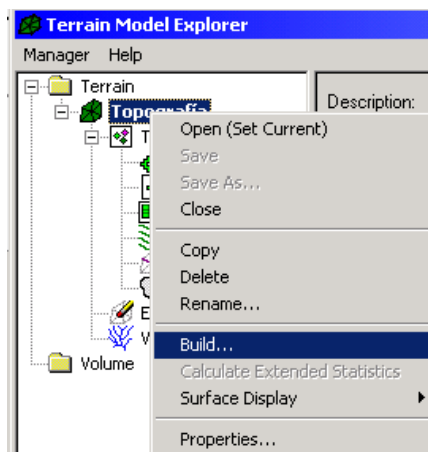 Terrain Model Explorer
Manager Help
Terrain
Topografía
Description:
T
E
V
Volume
Open (Set Current)
Save
Save As...
Close
Copy
Delete
Rename...
Build...
Calculate Extended Statistics
Surface Display
Properties...